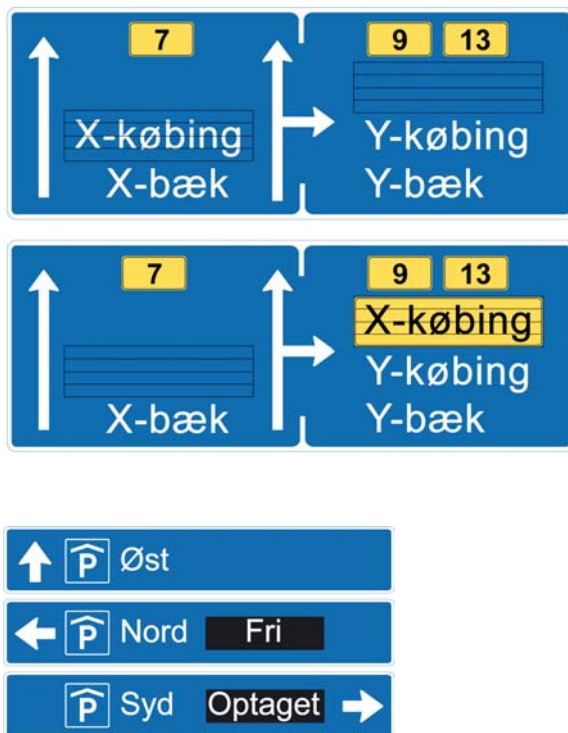 7
X-købing
X-bæk
9 13
Y-købing
Y-bæk
7
X-bæk
9 13
X-købing
Y-købing
Y-bæk
P Øst
P Nord Fri
P Syd Optaget